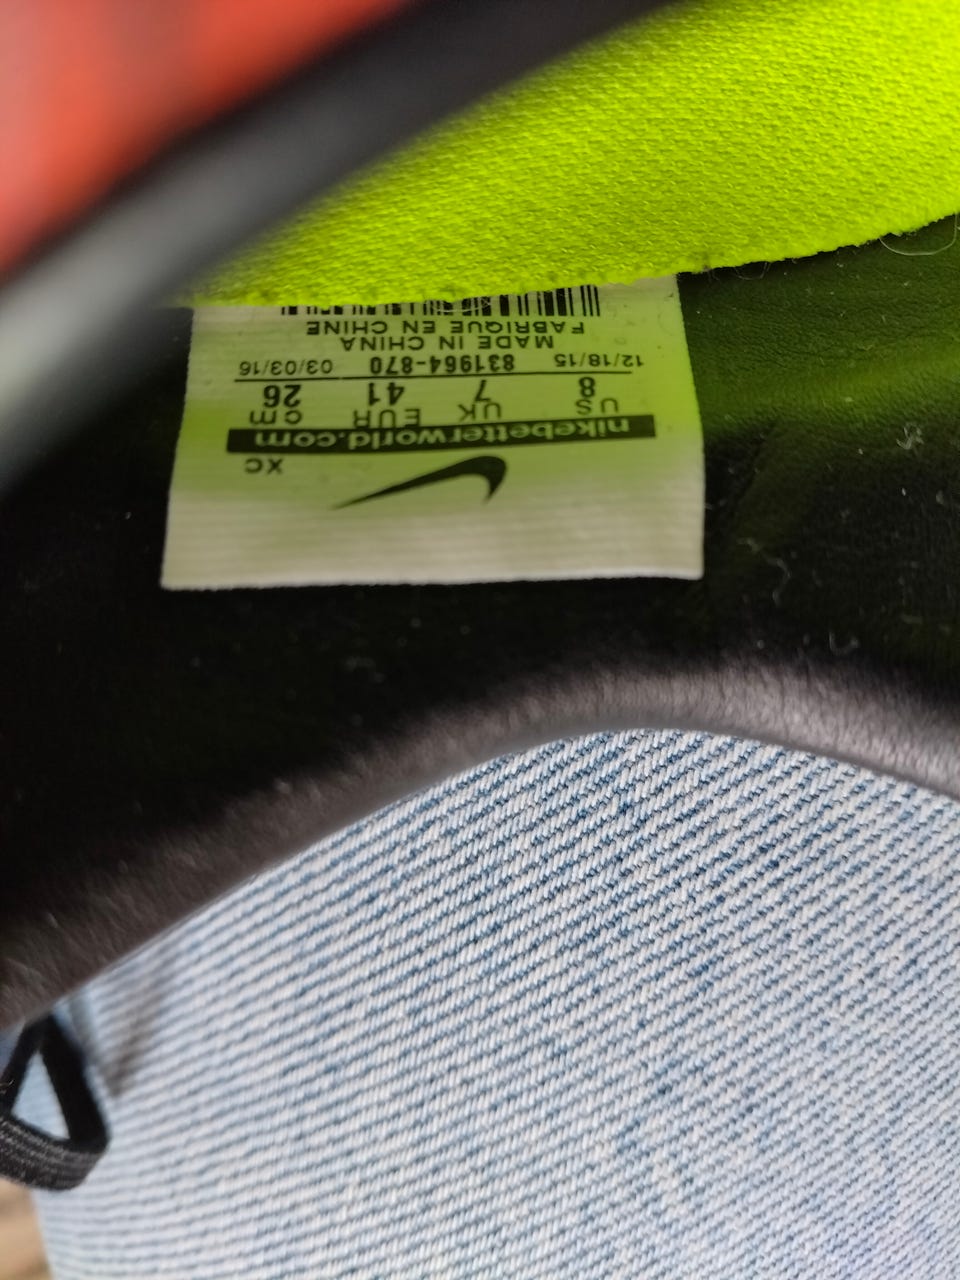 XC
nikebetterworld.com
US UK EUR cm
8 7 41 26
12/18/15 831964-870 03/03/16
MADE IN CHINA
FABRIQUE EN CHINE